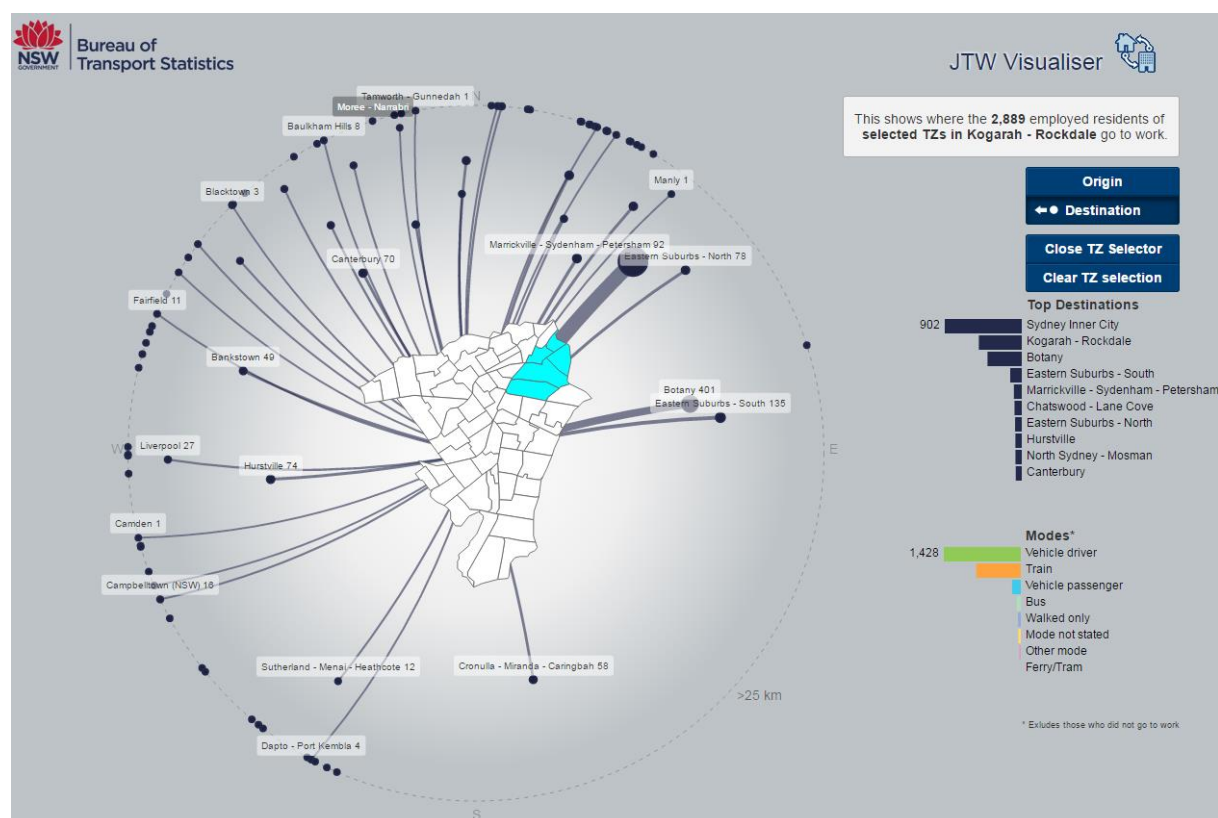 NSW
GOVERNMENT
Bureau of
Transport Statistics
JTW Visualiser
This shows where the 2,889 employed residents of
selected TZs in Kogarah - Rockdale go to work.
Origin
Destination
Close TZ Selector
Clear TZ selection
Top Destinations
902
Sydney Inner City
Kogarah - Rockdale
Botany
Eastern Suburbs - South
Marrickville - Sydenham - Petersham
Chatswood - Lane Cove
Eastern Suburbs - North
Hurstville
North Sydney - Mosman
Canterbury
Modes*
1,428
Vehicle driver
Train
Vehicle passenger
Bus
Walked only
Mode not stated
Other mode
Ferry/Tram
* Exludes those who did not go to work
N
Tamworth - Gunnedah 1
Moree - Narrabri
Baulkham Hills 8
Blacktown 3
Manly 1
Marrickville - Sydenham - Petersham 92
Eastern Suburbs - North 78
Canterbury 70
Fairfield 11
Bankstown 49
Botany 401
Eastern Suburbs - South 135
W
Liverpool 27
E
Hurstville 74
Camden 1
Campbelltown (NSW) 16
Sutherland - Menai - Heathcote 12
Cronulla - Miranda - Caringbah 58
>25 km
Dapto - Port Kembla 4
S